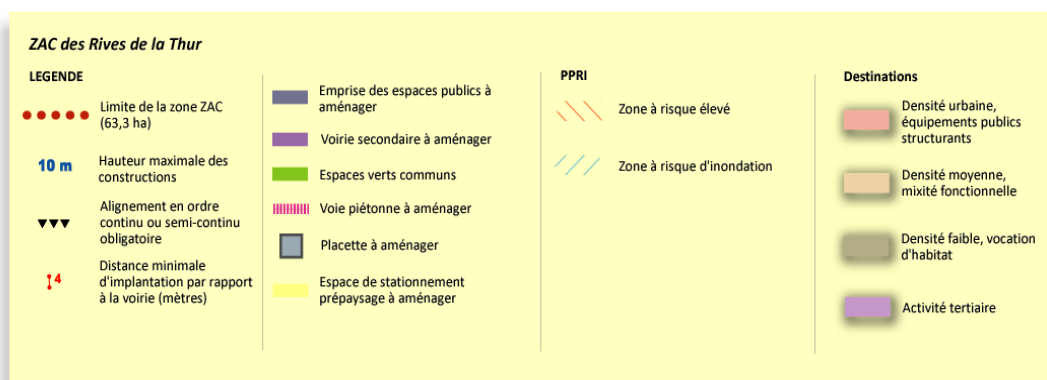 ZAC des Rives de la Thur
LEGENDE
Limite de la zone ZAC
(63,3 ha)
10 m
Hauteur maximale des
constructions
Alignement en ordre
continu ou semi-continu
obligatoire
4
Distance minimale
d'implantation par rapport
à la voirie (mètres)
Emprise des espaces publics à
aménager
Voirie secondaire à aménager
Espaces verts communs
Voie piétonne à aménager
Placette à aménager
Espace de stationnement
prépaysage à aménager
PPRI
Zone à risque élevé
Zone à risque d'inondation
Destinations
Densité urbaine,
équipements publics
structurants
Densité moyenne,
mixité fonctionnelle
Densité faible, vocation
d'habitat
Activité tertiaire